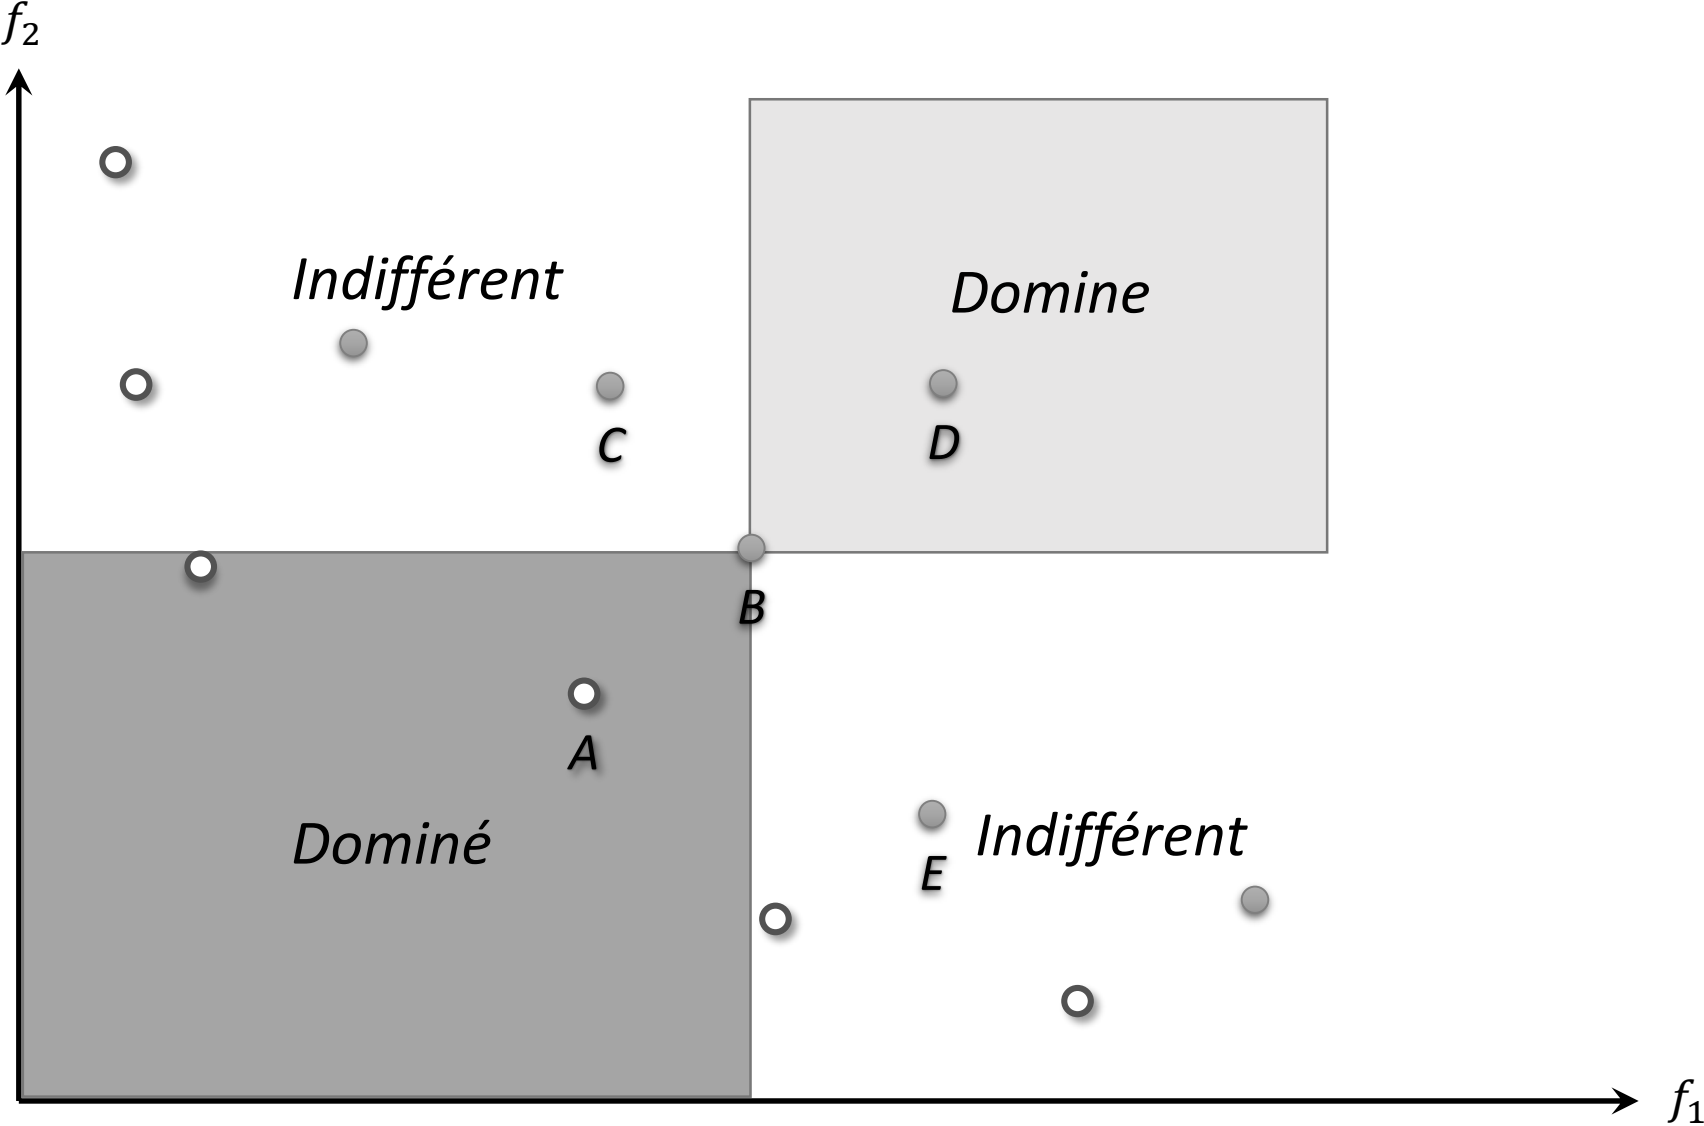 f₂
Indifférent
Domine
C
D
B
A
Dominé
Indifférent
E
f₁